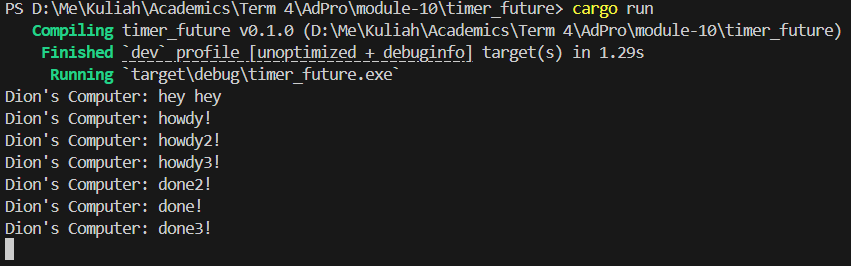 PS D:\Me\Kuliah\Academics\Term 4\AdPro\module-10\timer_future> cargo run
   Compiling timer_future v0.1.0 (D:\Me\Kuliah\Academics\Term 4\AdPro\module-10\timer_future)
    Finished `dev` profile [unoptimized + debuginfo] target(s) in 1.29s
     Running `target\debug\timer_future.exe`
Dion's Computer: hey hey
Dion's Computer: howdy!
Dion's Computer: howdy2!
Dion's Computer: howdy3!
Dion's Computer: done2!
Dion's Computer: done!
Dion's Computer: done3!